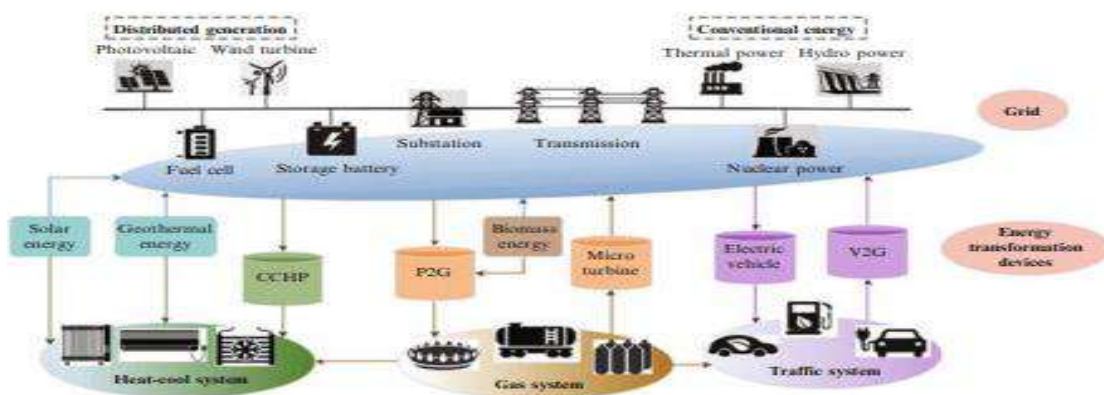 Distributed generation
Conventional energy
Photovoltaic
Wind turbine
Thermal power
Hydro power
Grid
Substation
Transmission
Fuel cell
Storage battery
Nuclear power
Solar
energy
Geothermal
energy
Biomass
energy
CCHP
P2G
Micro
turbine
Electric
vehicle
V2G
Energy
transformation
devices
Heat-cool system
Gas system
Traffic system